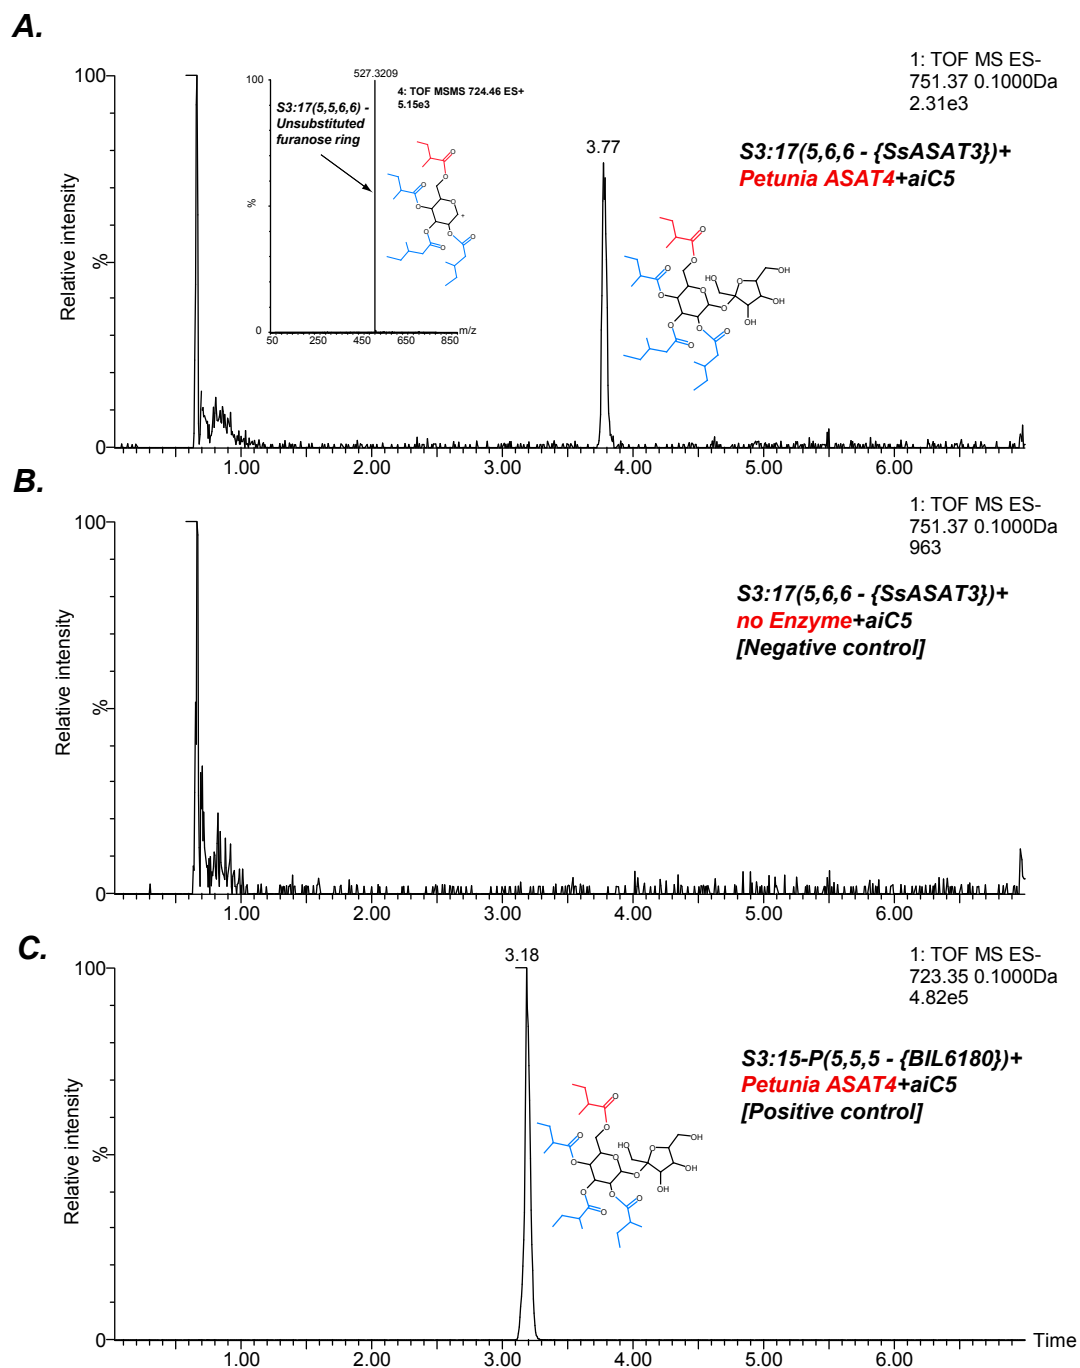 A.
1: TOF MS ES-
751.37 0.1000Da
2.31e3
100
%
0
Relative intensity
527.3209
100
%
0
4: TOF MSMS 724.46 ES+
5.15e3
S3:17(5,5,6,6) -
Unsubstituted
furanose ring
50 250 450 650 850 m/z
3.77
S3:17(5,6,6 - {SsASAT3})+
Petunia ASAT4+aiC5
1.00 2.00 3.00 4.00 5.00 6.00
B.
1: TOF MS ES-
751.37 0.1000Da
963
100
%
0
Relative intensity
S3:17(5,6,6 - {SsASAT3})+
no Enzyme+aiC5
[Negative control]
1.00 2.00 3.00 4.00 5.00 6.00
C.
1: TOF MS ES-
723.35 0.1000Da
4.82e5
100
%
0
Relative intensity
3.18
S3:15-P(5,5,5 - {BIL6180})+
Petunia ASAT4+aiC5
[Positive control]
1.00 2.00 3.00 4.00 5.00 6.00
Time